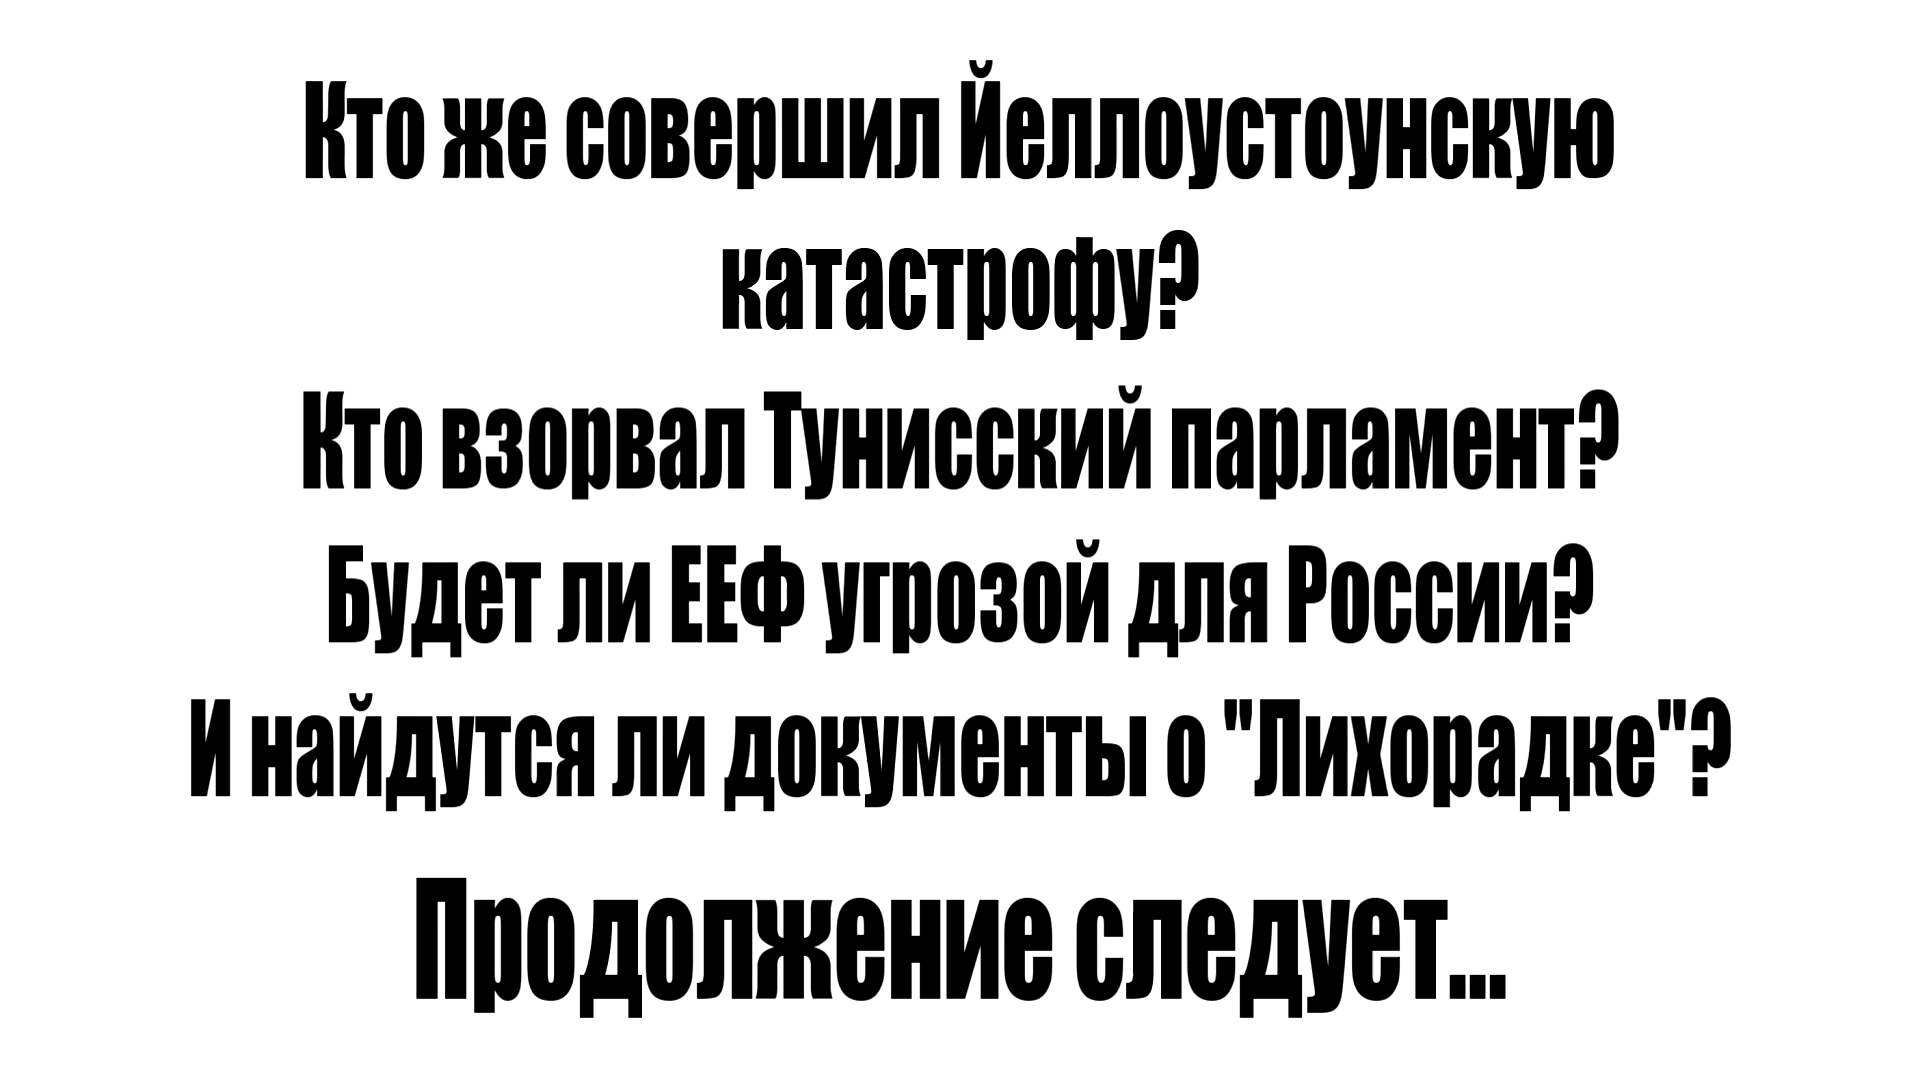 Кто же совершил Йеллоустоунскую
катастрофу?
Кто взорвал Тунисский парламент?
Будет ли ЕЕФ угрозой для России?
И найдутся ли документы о "Лихорадке"?
Продолжение следует...